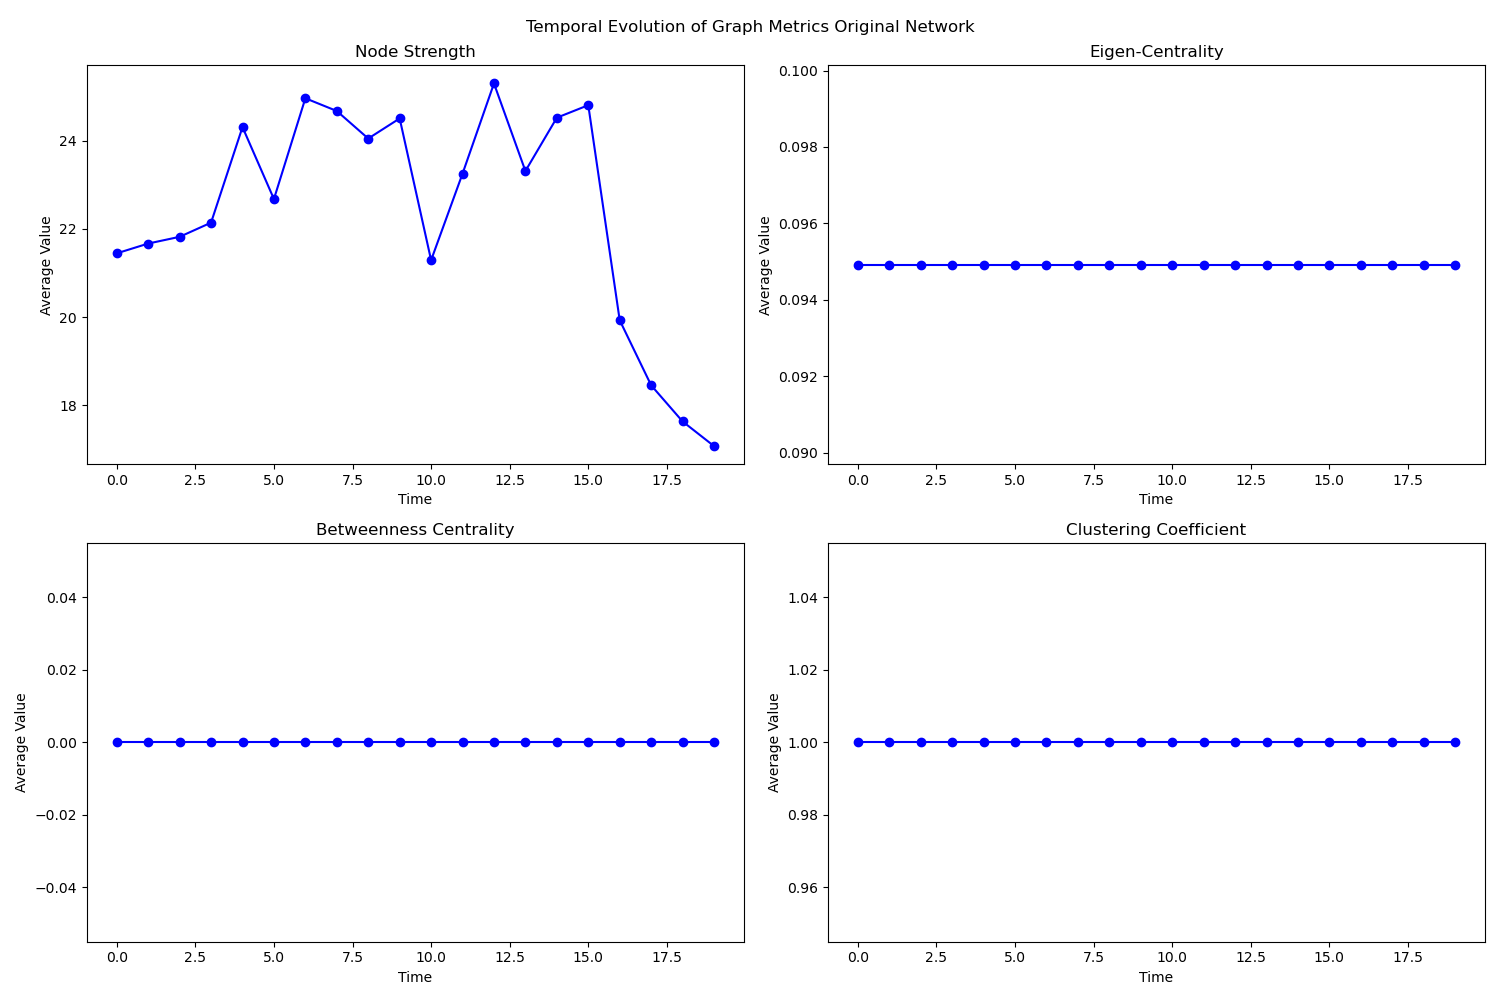 Temporal Evolution of Graph Metrics Original Network
Node Strength
24
22
20
18
Average Value
0.0 2.5 5.0 7.5 10.0 12.5 15.0 17.5
Time
Eigen-Centrality
0.100
0.098
0.096
0.094
0.092
0.090
Average Value
0.0 2.5 5.0 7.5 10.0 12.5 15.0 17.5
Time
Betweenness Centrality
0.04
0.02
0.00
−0.02
−0.04
Average Value
0.0 2.5 5.0 7.5 10.0 12.5 15.0 17.5
Time
Clustering Coefficient
1.04
1.02
1.00
0.98
0.96
Average Value
0.0 2.5 5.0 7.5 10.0 12.5 15.0 17.5
Time